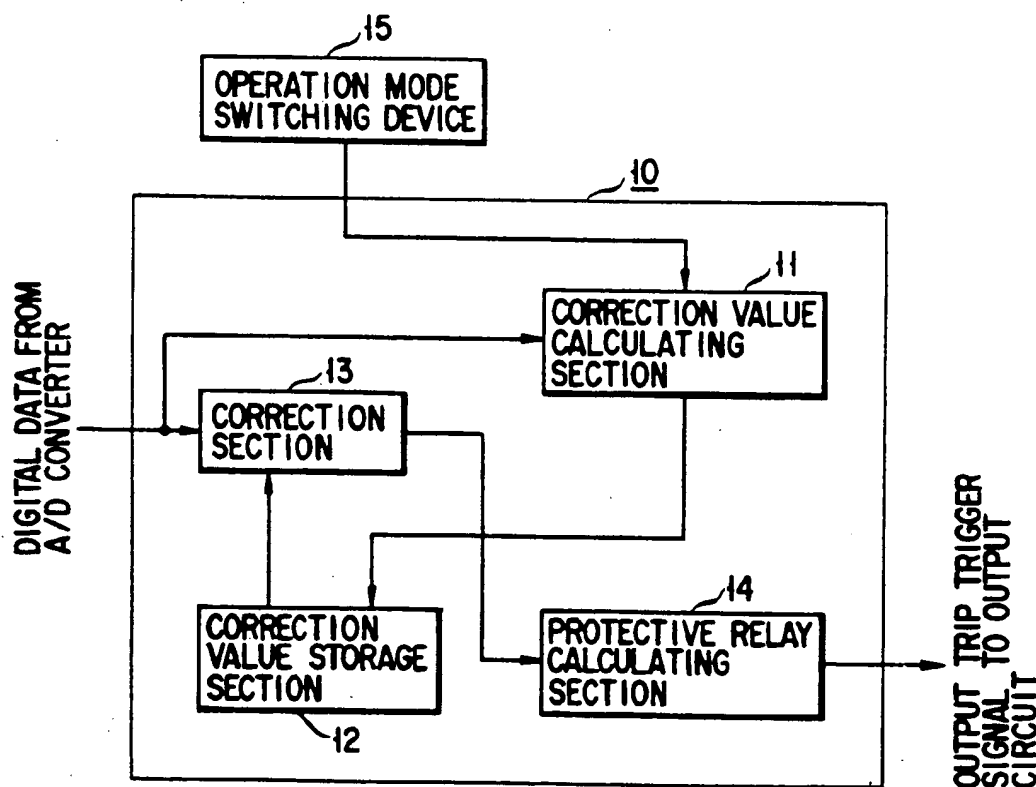 15
OPERATION MODE
SWITCHING DEVICE
10
11
CORRECTION VALUE
CALCULATING
SECTION
DIGITAL DATA FROM
A/D CONVERTER
13
CORRECTION
SECTION
CORRECTION
VALUE STORAGE
SECTION
12
14
PROTECTIVE RELAY
CALCULATING
SECTION
OUTPUT TRIP TRIGGER
SIGNAL TO OUTPUT
CIRCUIT